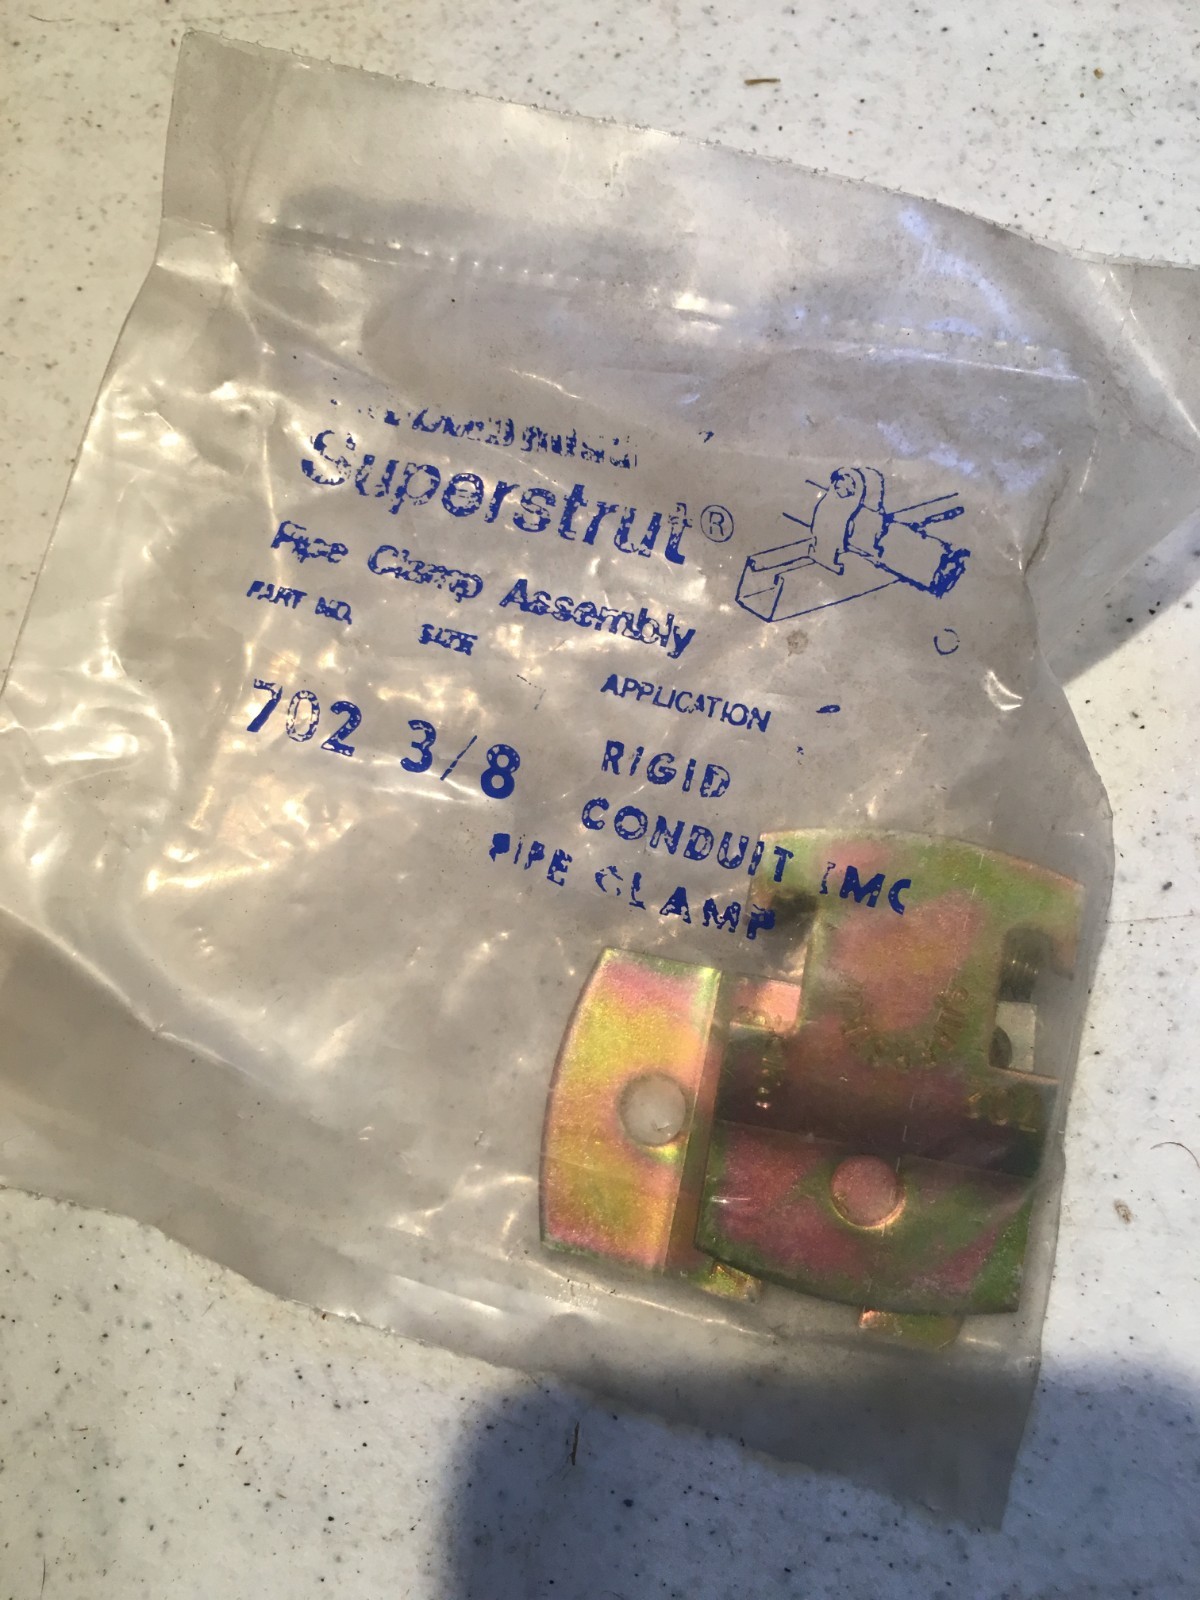 Superstrut®
Pipe Clamp Assembly
PART NO. SIZE APPLICATION
702 3/8 RIGID
CONDUIT IMC
PIPE CLAMP